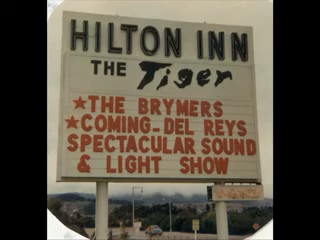 HILTON INN
THE Tiger
★THE BRYMERS
★COMING-DEL REYS
SPECTACULAR SOUND
& LIGHT SHOW